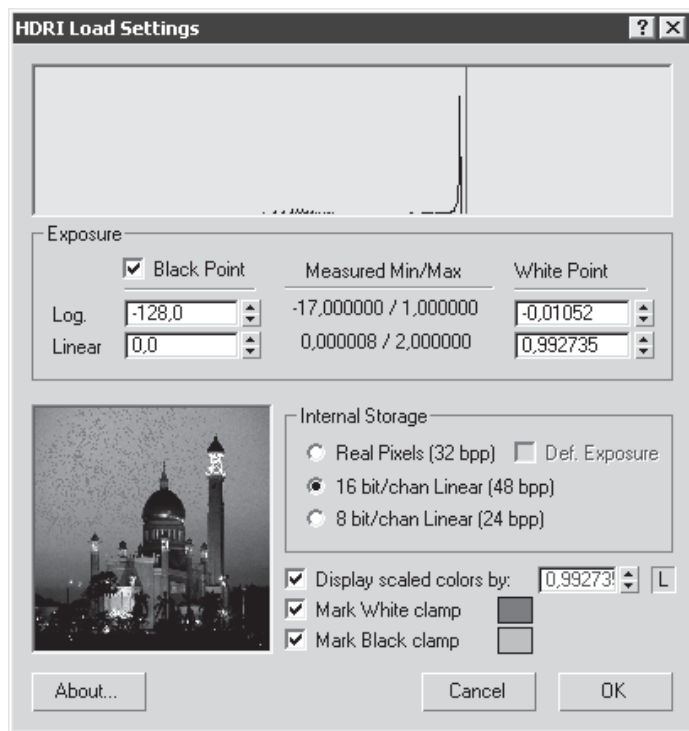 HDRI Load Settings
Exposure
Black Point Measured Min/Max White Point
Log. -128,0 -17,000000 / 1,000000 -0,01052
Linear 0,0 0,000008 / 2,000000 0,992735
Internal Storage
Real Pixels (32 bpp) Def. Exposure
16 bit/chan Linear (48 bpp)
8 bit/chan Linear (24 bpp)
Display scaled colors by: 0,99273 L
Mark White clamp
Mark Black clamp
About... Cancel OK